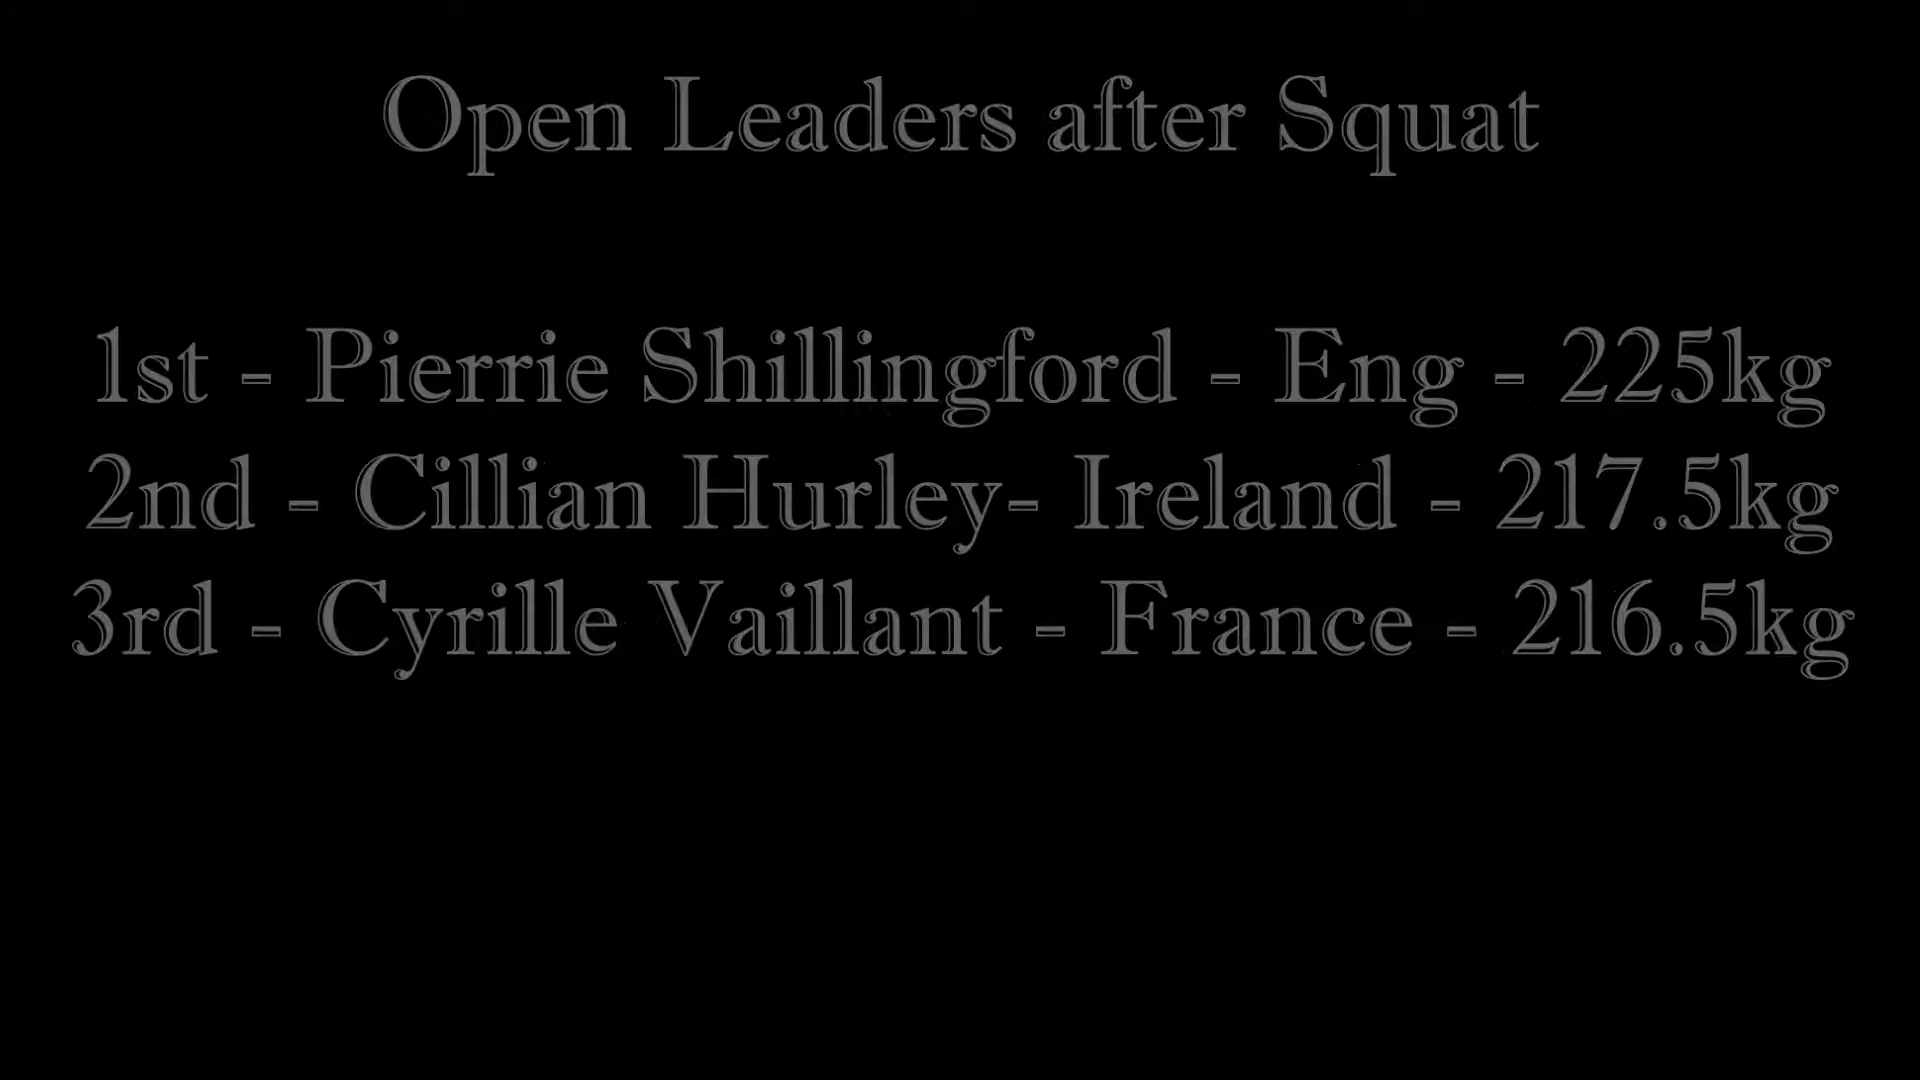 Open Leaders after Squat
1st - Pierrie Shillingford - Eng - 225kg
2nd - Cillian Hurley- Ireland - 217.5kg
3rd - Cyrille Vaillant - France - 216.5kg